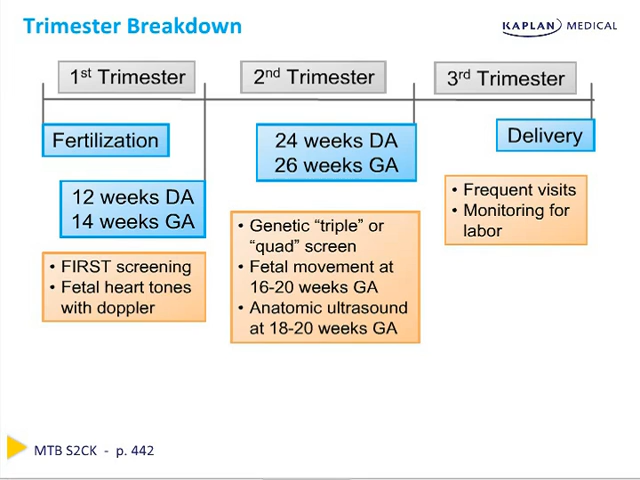 Trimester Breakdown
KAPLAN MEDICAL
1st Trimester
2nd Trimester
3rd Trimester
Fertilization
24 weeks DA
26 weeks GA
Delivery
12 weeks DA
14 weeks GA
• FIRST screening
• Fetal heart tones
with doppler
• Genetic “triple” or
“quad” screen
• Fetal movement at
16-20 weeks GA
• Anatomic ultrasound
at 18-20 weeks GA
• Frequent visits
• Monitoring for
labor
MTB S2CK - p. 442